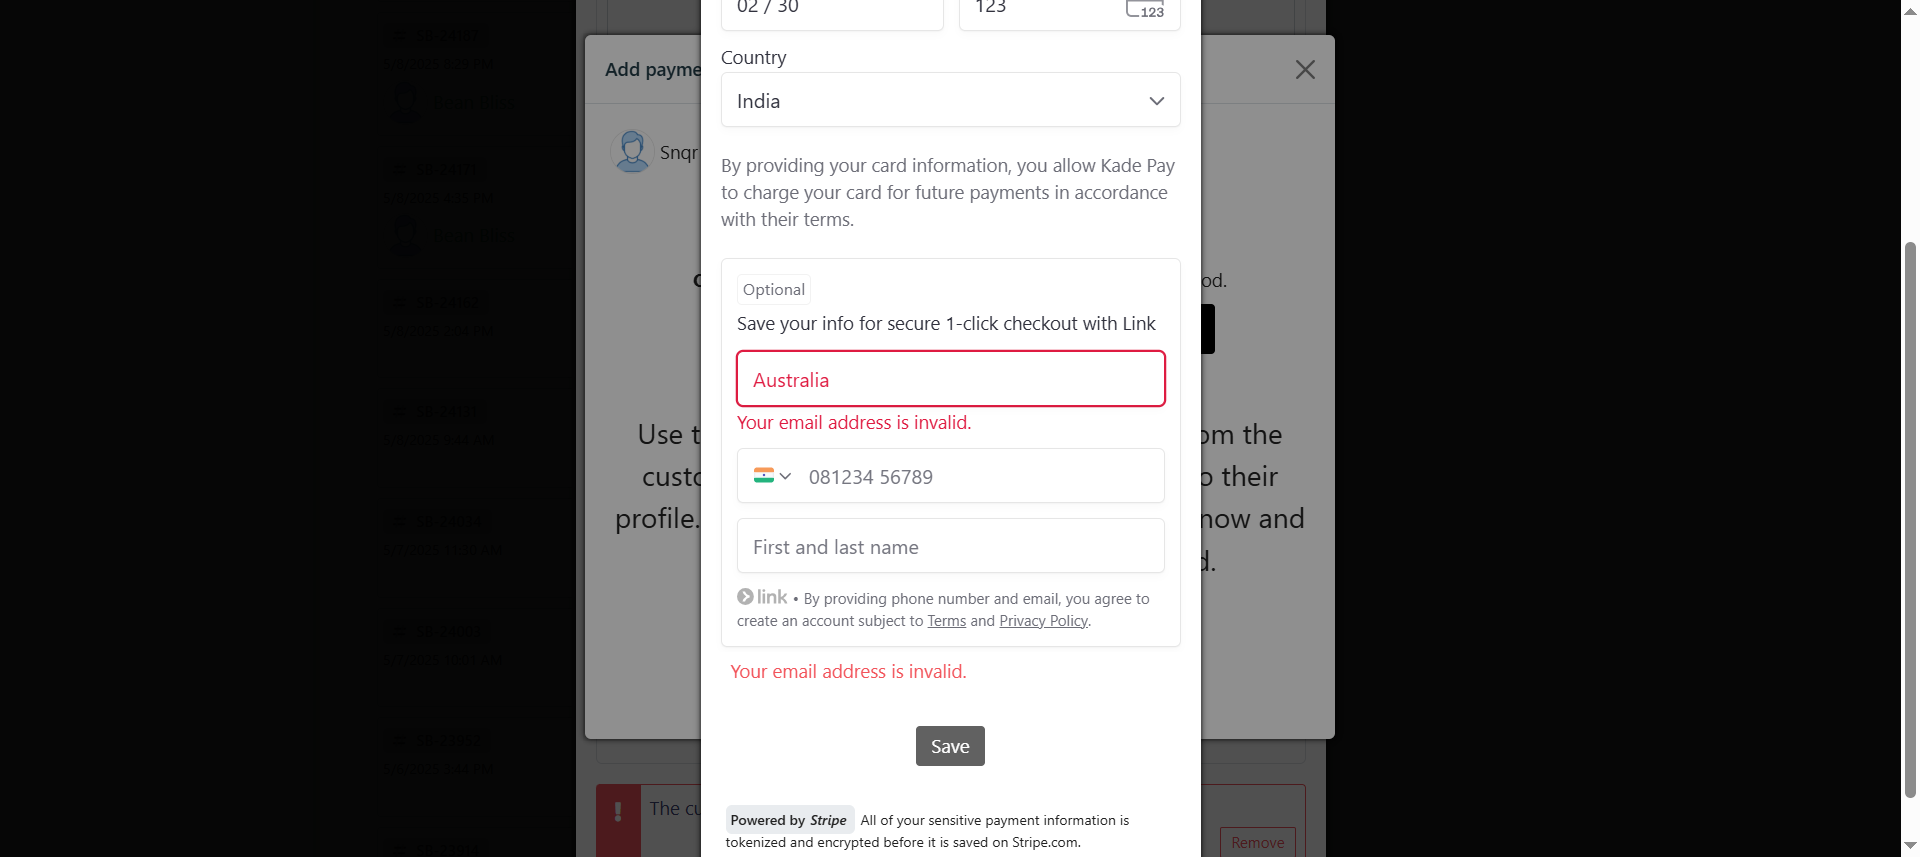 02 / 30
123
123
Country
Add payme
India
Snqr
By providing your card information, you allow Kade Pay
to charge your card for future payments in accordance
with their terms.
od.
Optional
Save your info for secure 1-click checkout with Link
Australia
Your email address is invalid.
Use t
om the
081234 56789
custo
o their
profile.
now and
First and last name
d.
link • By providing phone number and email, you agree to
create an account subject to Terms and Privacy Policy.
Your email address is invalid.
Save
The cu
Powered by Stripe All of your sensitive payment information is
tokenized and encrypted before it is saved on Stripe.com.
Remove